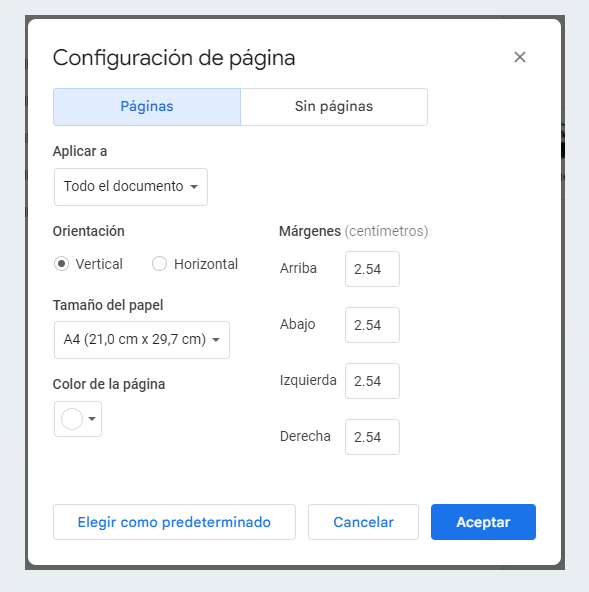 Configuración de página
Páginas
Sin páginas
Aplicar a
Todo el documento
Orientación
Vertical
Horizontal
Tamaño del papel
A4 (21,0 cm x 29,7 cm)
Color de la página
Márgenes (centímetros)
Arriba 2.54
Abajo 2.54
Izquierda 2.54
Derecha 2.54
Elegir como predeterminado
Cancelar
Aceptar